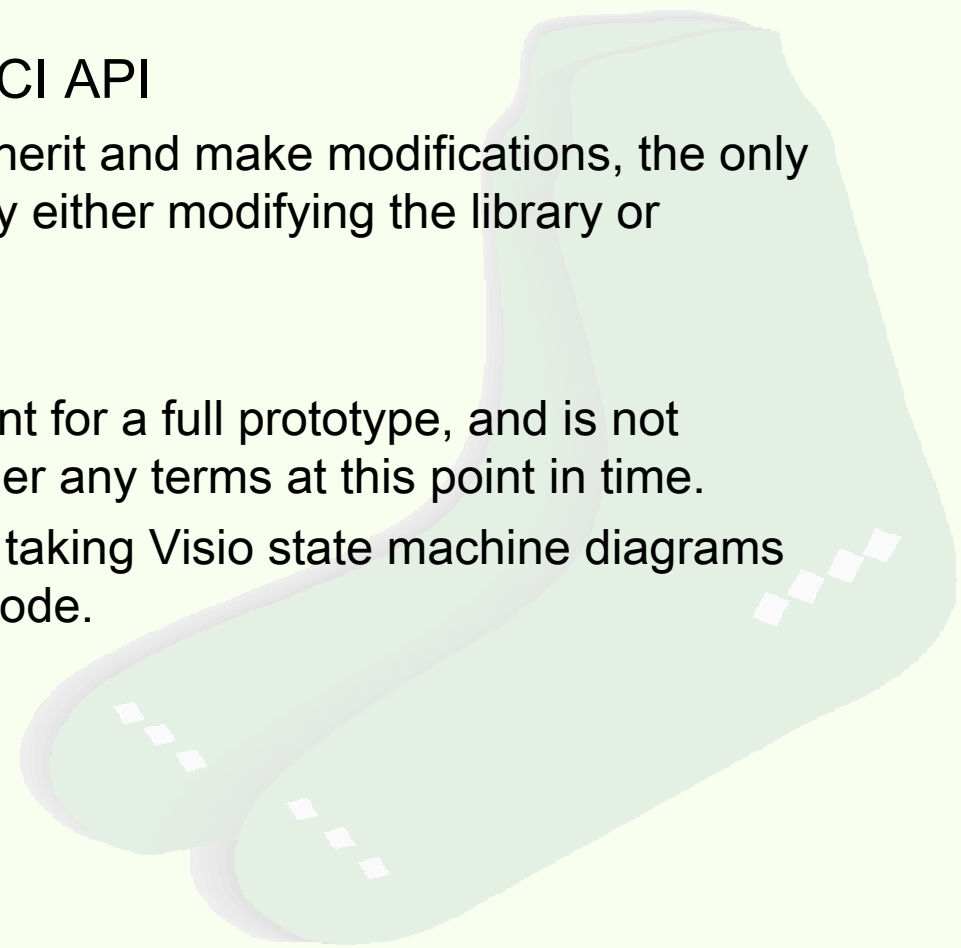 CI API
herit and make modifications, the only
y either modifying the library or
nt for a full prototype, and is not
er any terms at this point in time.
taking Visio state machine diagrams
ode.